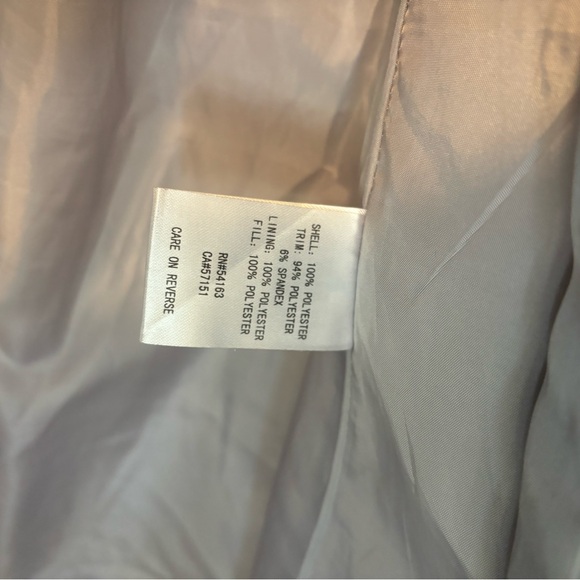 SHELL: 100% POLYESTER
TRIM: 94% POLYESTER
6% SPANDEX
LINING: 100% POLYESTER
FILL: 100% POLYESTER
RN#54163
CA#57151
CARE ON REVERSE